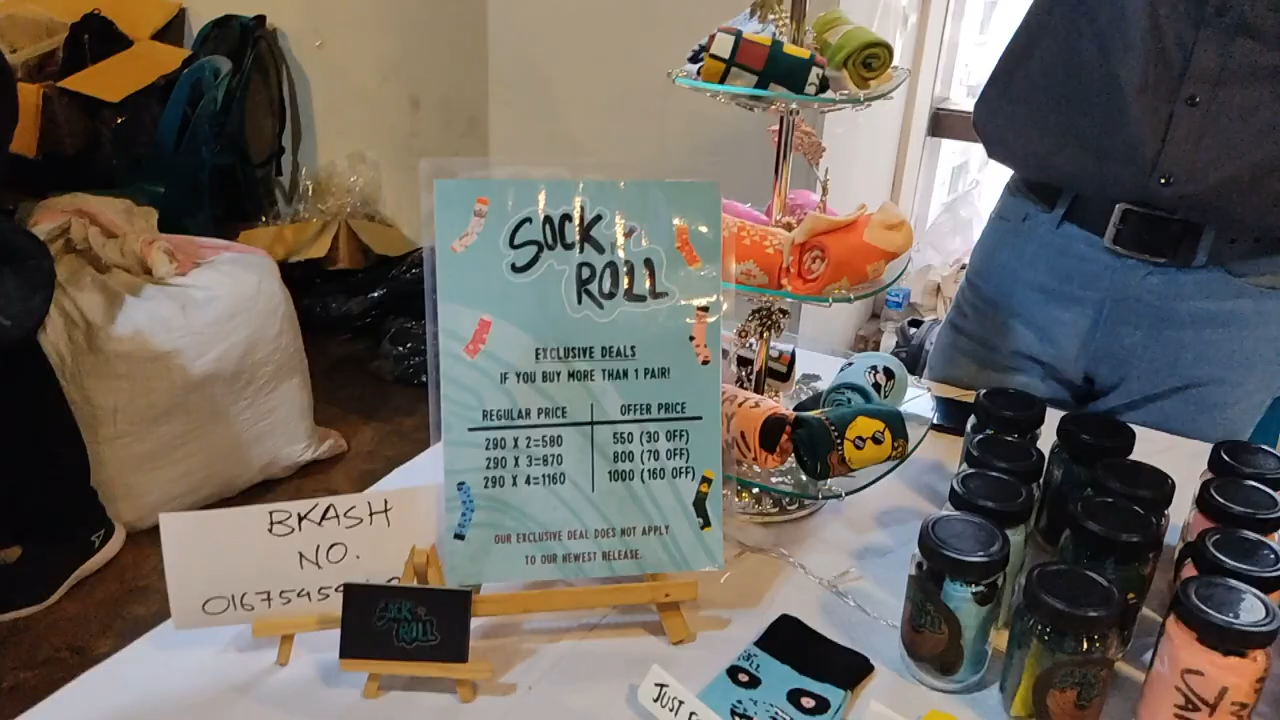 SOCK n'
ROLL
EXCLUSIVE DEALS
IF YOU BUY MORE THAN 1 PAIR!
REGULAR PRICE OFFER PRICE
290 X 2=580 550 (30 OFF)
290 X 3=870 800 (70 OFF)
290 X 4=1160 1000 (160 OFF)
OUR EXCLUSIVE DEAL DOES NOT APPLY
TO OUR NEWEST RELEASE.
BKASH
NO.
SOCK
ROLL
JUST